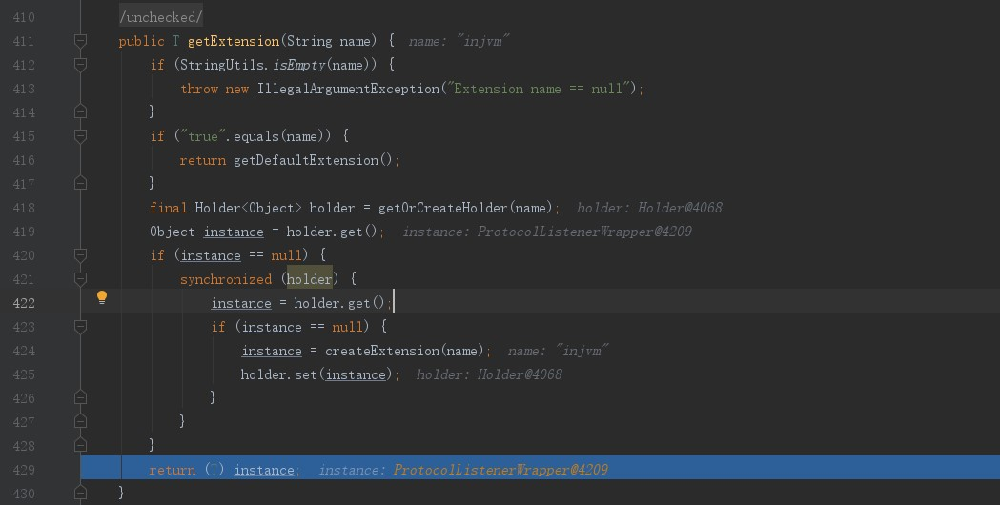 410 /unchecked/
411 public T getExtension(String name) { name: "injvm"
412 if (StringUtils.isEmpty(name)) {
413 throw new IllegalArgumentException("Extension name == null");
414 }
415 if ("true".equals(name)) {
416 return getDefaultExtension();
417 }
418 final Holder<Object> holder = getOrCreateHolder(name); holder: Holder@4068
419 Object instance = holder.get(); instance: ProtocolListenerWrapper@4209
420 if (instance == null) {
421 synchronized (holder) {
422 instance = holder.get();
423 if (instance == null) {
424 instance = createExtension(name); name: "injvm"
425 holder.set(instance); holder: Holder@4068
426 }
427 }
428 }
429 return (T) instance; instance: ProtocolListenerWrapper@4209
430 }